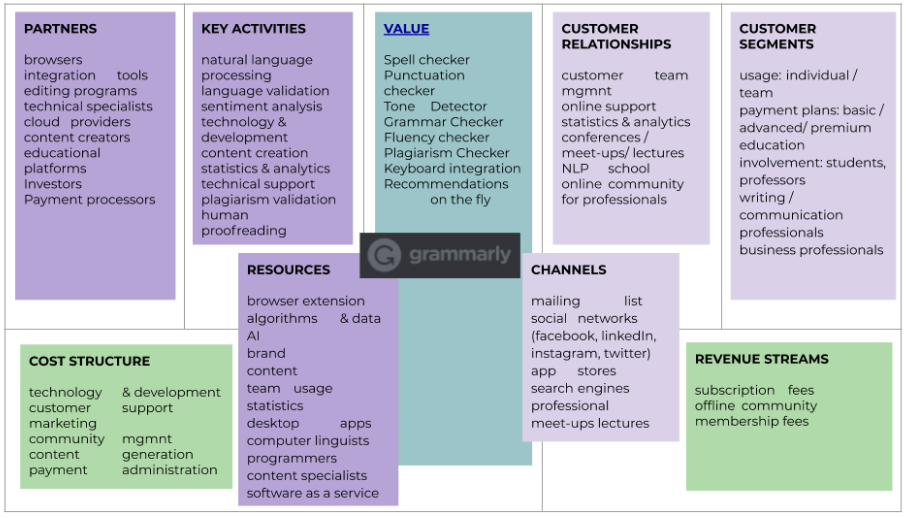 PARTNERS
browsers
integration tools
editing programs
technical specialists
cloud providers
content creators
educational
platforms
Investors
Payment processors
KEY ACTIVITIES
natural language
processing
language validation
sentiment analysis
technology &
development
content creation
statistics & analytics
technical support
plagiarism validation
human
proofreading
VALUE
Spell checker
Punctuation
checker
Tone Detector
Grammar Checker
Fluency checker
Plagiarism Checker
Keyboard integration
Recommendations
on the fly
grammarly
CUSTOMER
RELATIONSHIPS
customer team
mgmnt
online support
statistics & analytics
conferences /
meet-ups/ lectures
NLP school
online community
for professionals
CUSTOMER
SEGMENTS
usage: individual /
team
payment plans: basic /
advanced/ premium
education
involvement: students,
professors
writing /
communication
professionals
business professionals
RESOURCES
browser extension
algorithms & data
AI
brand
content
team usage
statistics
desktop apps
computer linguists
programmers
content specialists
software as a service
CHANNELS
mailing list
social networks
(facebook, linkedIn,
instagram, twitter)
app stores
search engines
professional
meet-ups lectures
COST STRUCTURE
technology & development
customer support
marketing
community mgmnt
content generation
payment administration
REVENUE STREAMS
subscription fees
offline community
membership fees